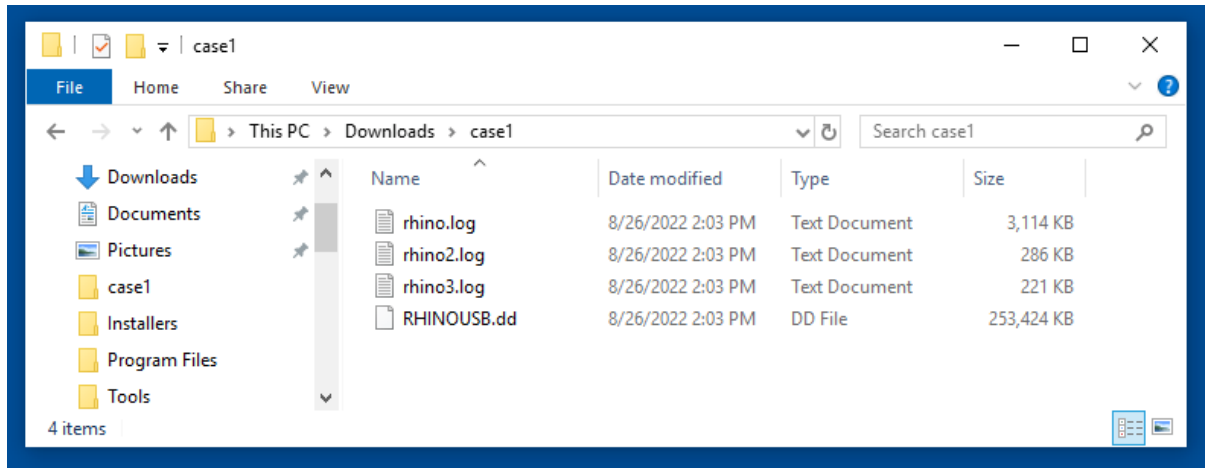 case1
File Home Share View
This PC > Downloads > case1 Search case1
Downloads Name Date modified Type Size
Documents rhino.log 8/26/2022 2:03 PM Text Document 3,114 KB
Pictures rhino2.log 8/26/2022 2:03 PM Text Document 286 KB
case1 rhino3.log 8/26/2022 2:03 PM Text Document 221 KB
Installers RHINOUSB.dd 8/26/2022 2:03 PM DD File 253,424 KB
Program Files
Tools
4 items